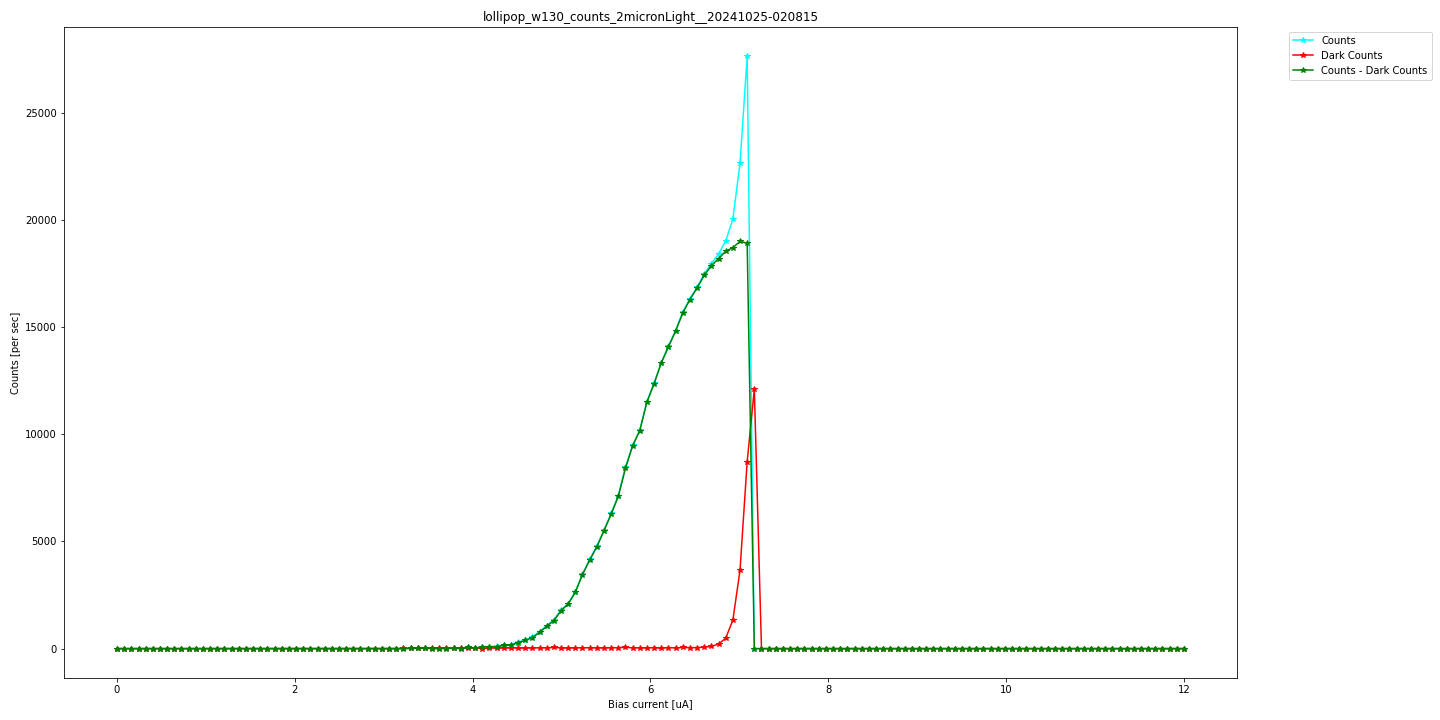 lollipop_w130_counts_2micronLight__20241025-020815
Counts
Dark Counts
Counts - Dark Counts
25000
20000
15000
10000
5000
0
Counts [per sec]
0 2 4 6 8 10 12
Bias current [uA]